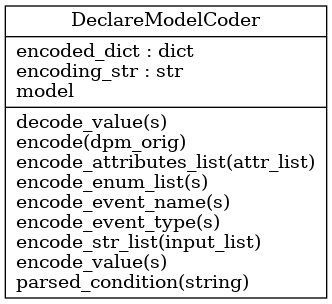 DeclareModelCoder
encoded_dict : dict
encoding_str : str
model
decode_value(s)
encode(dpm_orig)
encode_attributes_list(attr_list)
encode_enum_list(s)
encode_event_name(s)
encode_event_type(s)
encode_str_list(input_list)
encode_value(s)
parsed_condition(string)